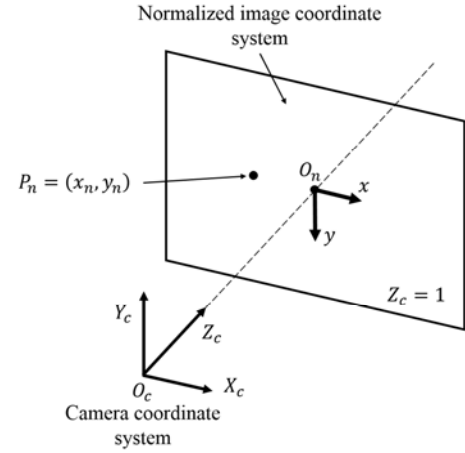 Normalized image coordinate
system
P_n = (x_n, y_n)
O_n
x
y
Z_c = 1
Y_c
Z_c
O_c
X_c
Camera coordinate
system